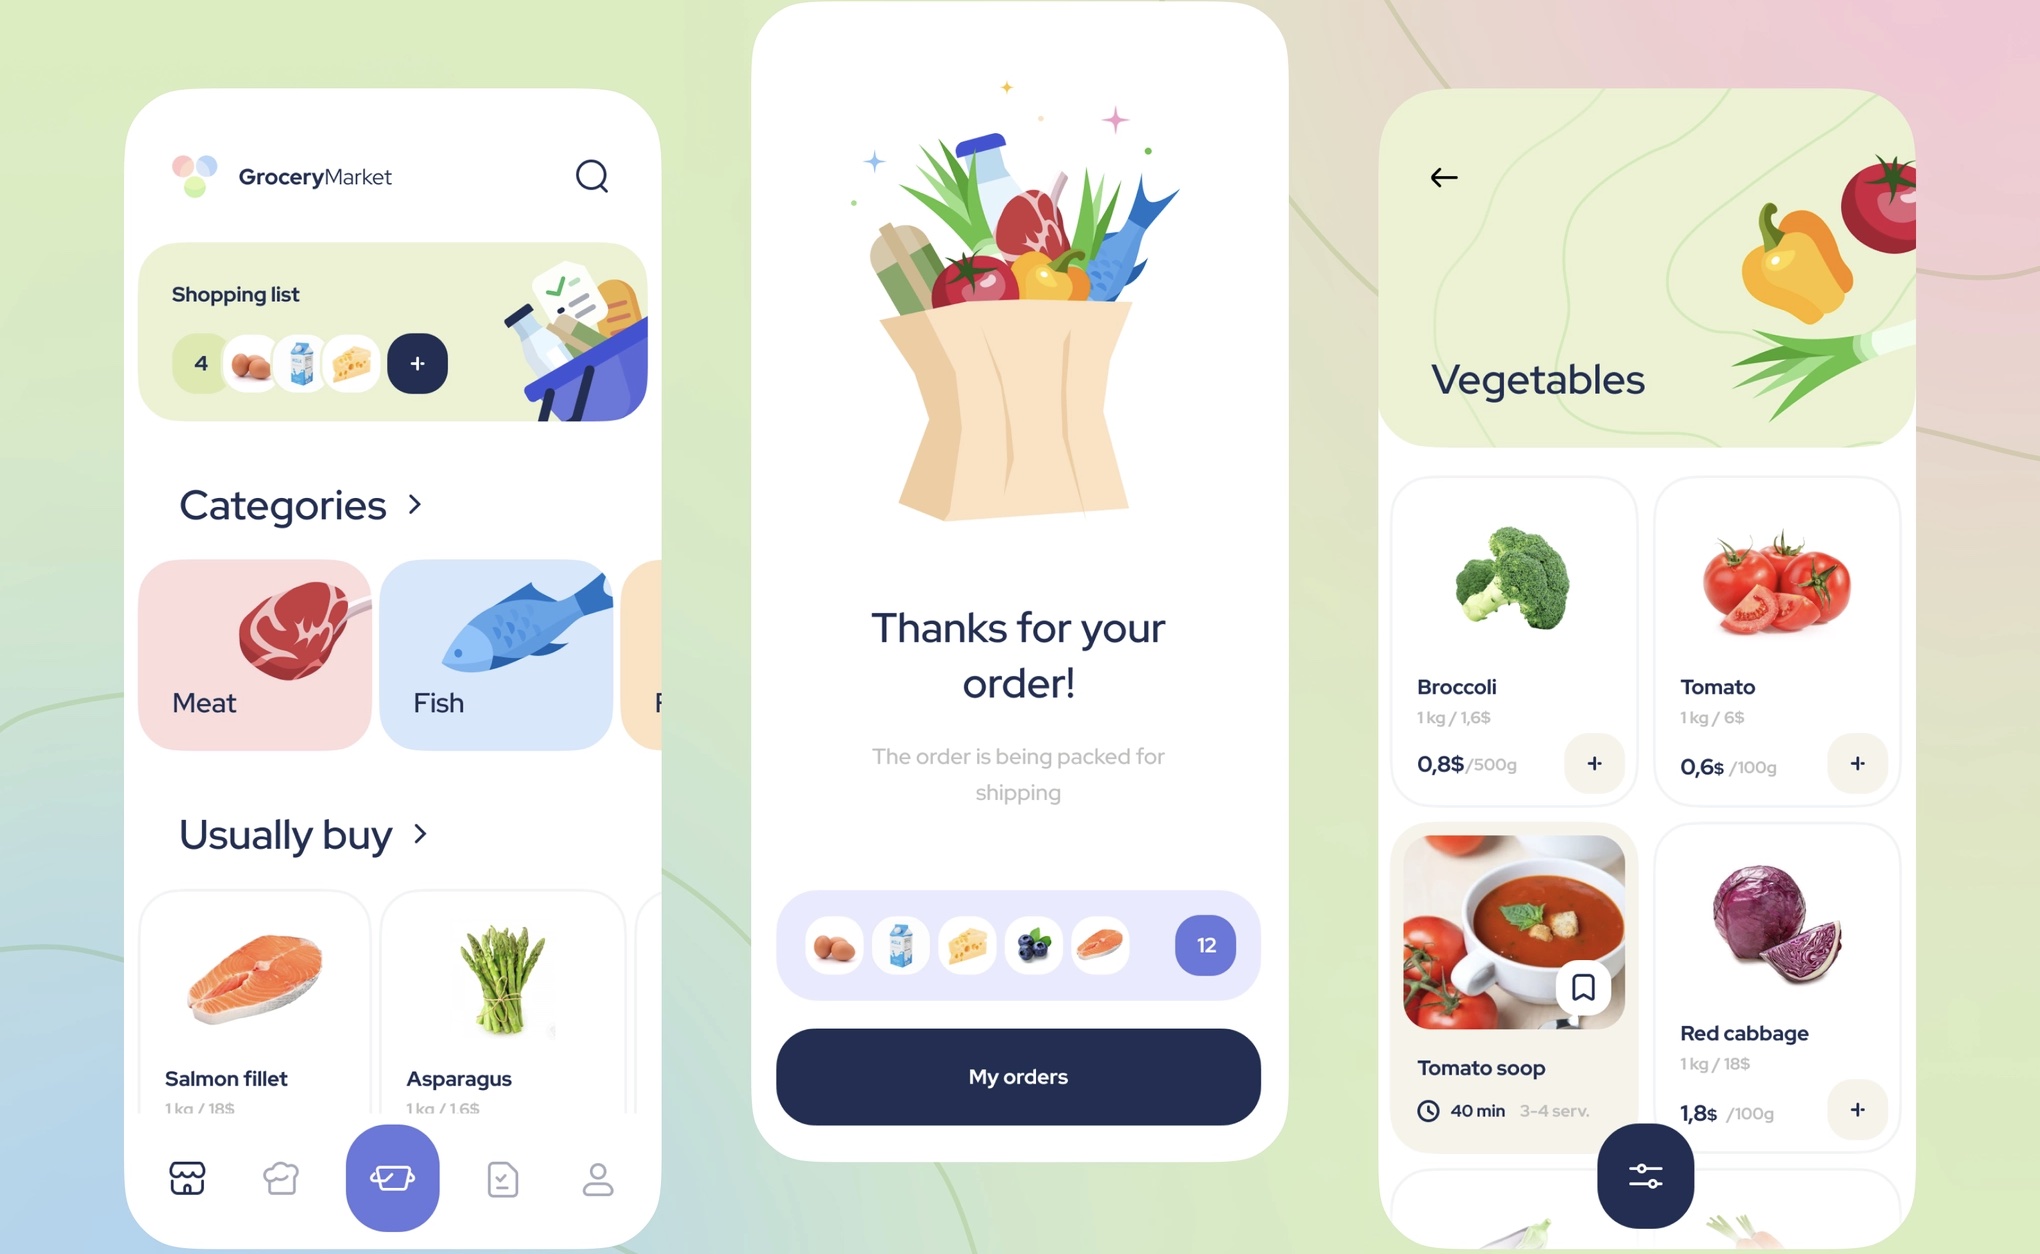 GroceryMarket
Shopping list
4
+
Categories >
Meat
Fish
Usually buy >
Salmon fillet
Asparagus
1 kg / 18$
1 kg / 1,6$
Thanks for your
order!
The order is being packed for
shipping
12
My orders
Vegetables
Broccoli
1 kg / 1,6$
0,8$/500g
+
Tomato
1 kg / 6$
0,6$ /100g
+
Tomato soop
40 min 3-4 serv.
Red cabbage
1 kg / 18$
1,8$ /100g
+